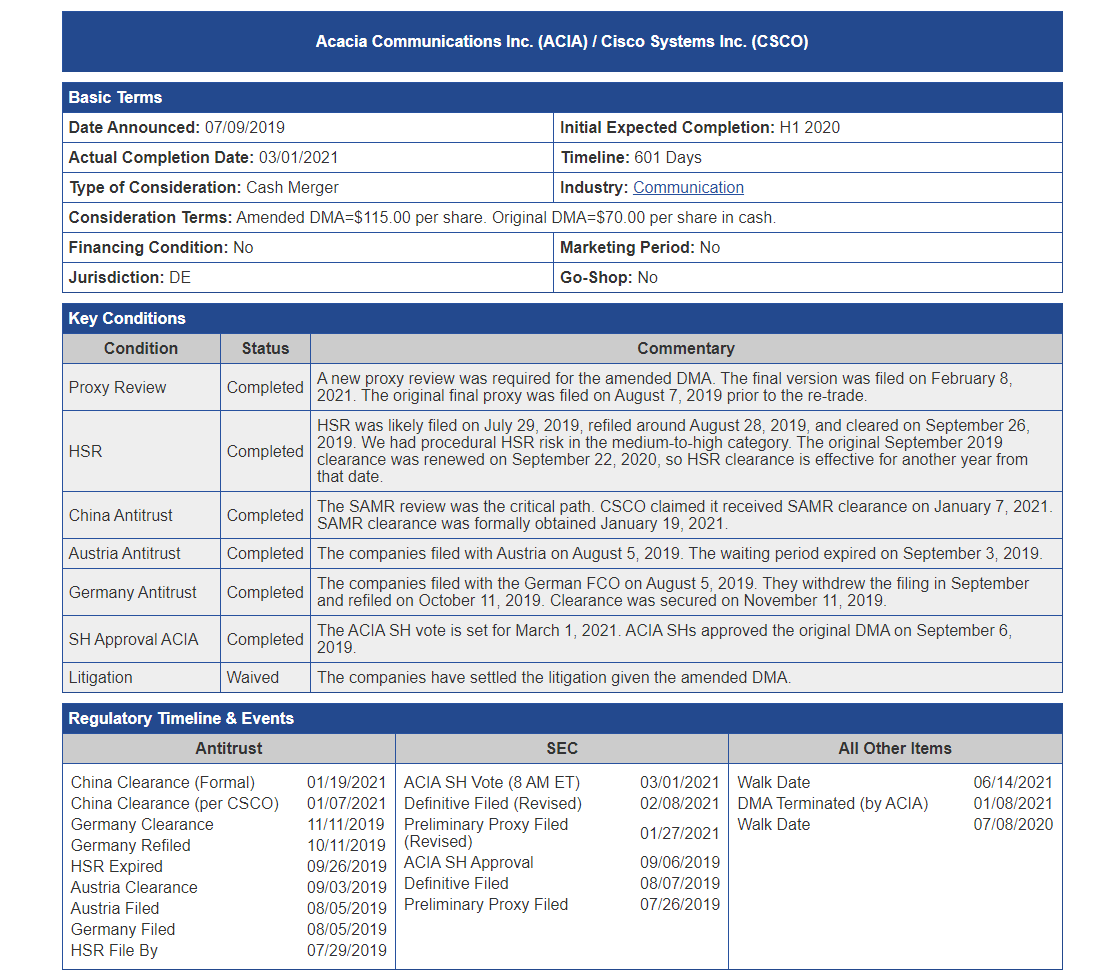 Acacia Communications Inc. (ACIA) / Cisco Systems Inc. (CSCO)
Basic Terms
Date Announced: 07/09/2019
Initial Expected Completion: H1 2020
Actual Completion Date: 03/01/2021
Timeline: 601 Days
Type of Consideration: Cash Merger
Industry: Communication
Consideration Terms: Amended DMA=$115.00 per share. Original DMA=$70.00 per share in cash.
Financing Condition: No
Marketing Period: No
Jurisdiction: DE
Go-Shop: No
Key Conditions
Condition
Status
Commentary
Proxy Review
Completed
A new proxy review was required for the amended DMA. The final version was filed on February 8,
2021. The original final proxy was filed on August 7, 2019 prior to the re-trade.
HSR
Completed
HSR was likely filed on July 29, 2019, refiled around August 28, 2019, and cleared on September 26,
2019. We had procedural HSR risk in the medium-to-high category. The original September 2019
clearance was renewed on September 22, 2020, so HSR clearance is effective for another year from
that date.
China Antitrust
Completed
The SAMR review was the critical path. CSCO claimed it received SAMR clearance on January 7, 2021.
SAMR clearance was formally obtained January 19, 2021.
Austria Antitrust
Completed
The companies filed with Austria on August 5, 2019. The waiting period expired on September 3, 2019.
Germany Antitrust
Completed
The companies filed with the German FCO on August 5, 2019. They withdrew the filing in September
and refiled on October 11, 2019. Clearance was secured on November 11, 2019.
SH Approval ACIA
Completed
The ACIA SH vote is set for March 1, 2021. ACIA SHs approved the original DMA on September 6,
2019.
Litigation
Waived
The companies have settled the litigation given the amended DMA.
Regulatory Timeline & Events
Antitrust
China Clearance (Formal) 01/19/2021
China Clearance (per CSCO) 01/07/2021
Germany Clearance 11/11/2019
Germany Refiled 10/11/2019
HSR Expired 09/26/2019
Austria Clearance 09/03/2019
Austria Filed 08/05/2019
Germany Filed 08/05/2019
HSR File By 07/29/2019
SEC
ACIA SH Vote (8 AM ET) 03/01/2021
Definitive Filed (Revised) 02/08/2021
Preliminary Proxy Filed
(Revised)
01/27/2021
ACIA SH Approval 09/06/2019
Definitive Filed 08/07/2019
Preliminary Proxy Filed 07/26/2019
All Other Items
Walk Date 06/14/2021
DMA Terminated (by ACIA) 01/08/2021
Walk Date 07/08/2020